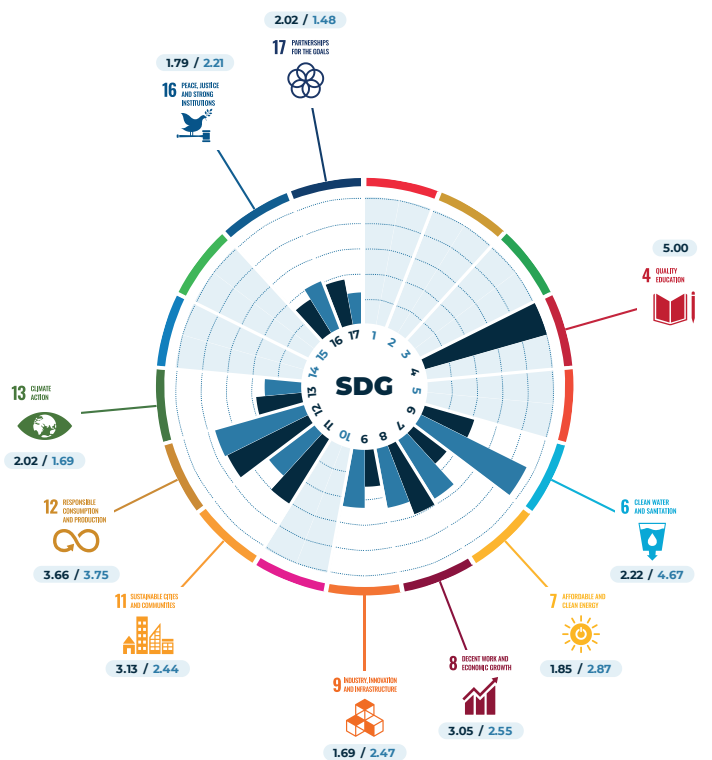 2.02 / 1.48
17 PARTNERSHIPS
FOR THE GOALS
1.79 / 2.21
16 PEACE, JUSTICE
AND STRONG
INSTITUTIONS
5.00
4 QUALITY
EDUCATION
17 1 2 3 4 5 6 7 8 9 10 11 12 13 14 15 16
SDG
13 CLIMATE
ACTION
2.02 / 1.69
12 RESPONSIBLE
CONSUMPTION
AND PRODUCTION
3.66 / 3.75
6 CLEAN WATER
AND SANITATION
2.22 / 4.67
11 SUSTAINABLE CITIES
AND COMMUNITIES
3.13 / 2.44
7 AFFORDABLE AND
CLEAN ENERGY
1.85 / 2.87
8 DECENT WORK AND
ECONOMIC GROWTH
3.05 / 2.55
9 INDUSTRY, INNOVATION
AND INFRASTRUCTURE
1.69 / 2.47